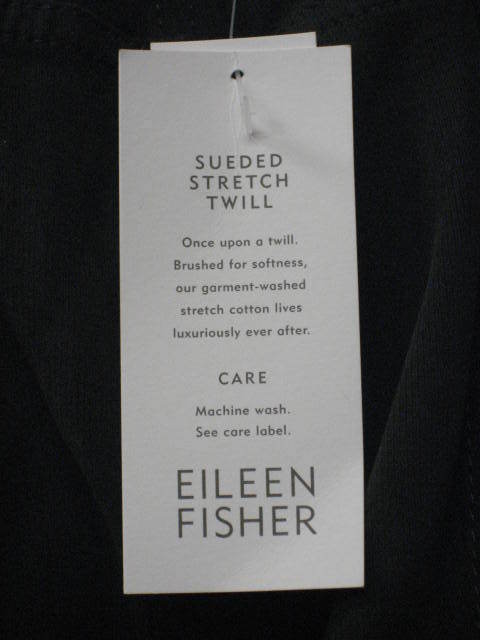 SUEDED
STRETCH
TWILL
Once upon a twill.
Brushed for softness,
our garment-washed
stretch cotton lives
luxuriously ever after.
CARE
Machine wash.
See care label.
EILEEN
FISHER